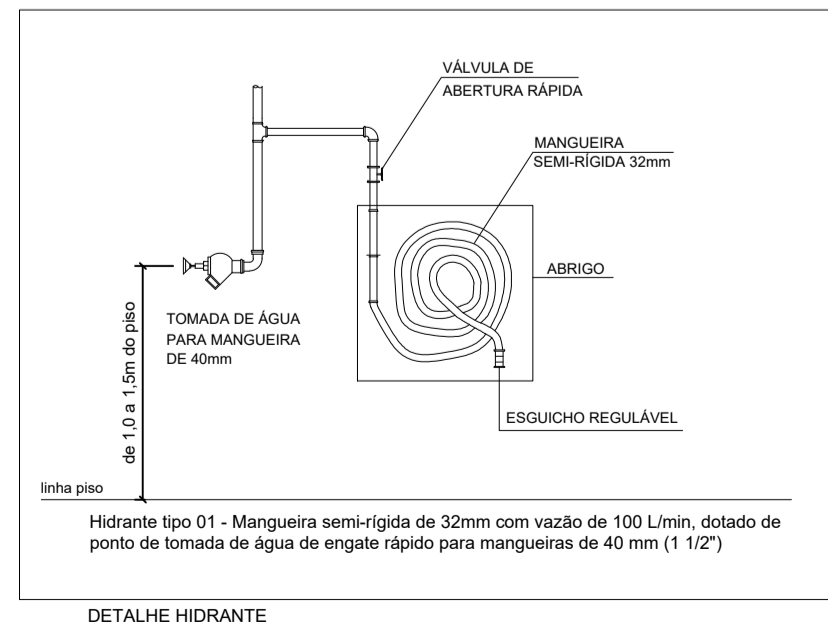 VÁLVULA DE
ABERTURA RÁPIDA
MANGUEIRA
SEMI-RÍGIDA 32mm
ABRIGO
TOMADA DE ÁGUA
PARA MANGUEIRA
DE 40mm
de 1,0 a 1,5m do piso
ESGUICHO REGULÁVEL
linha piso
Hidrante tipo 01 - Mangueira semi-rígida de 32mm com vazão de 100 L/min, dotado de
ponto de tomada de água de engate rápido para mangueiras de 40 mm (1 1/2")
DETALHE HIDRANTE